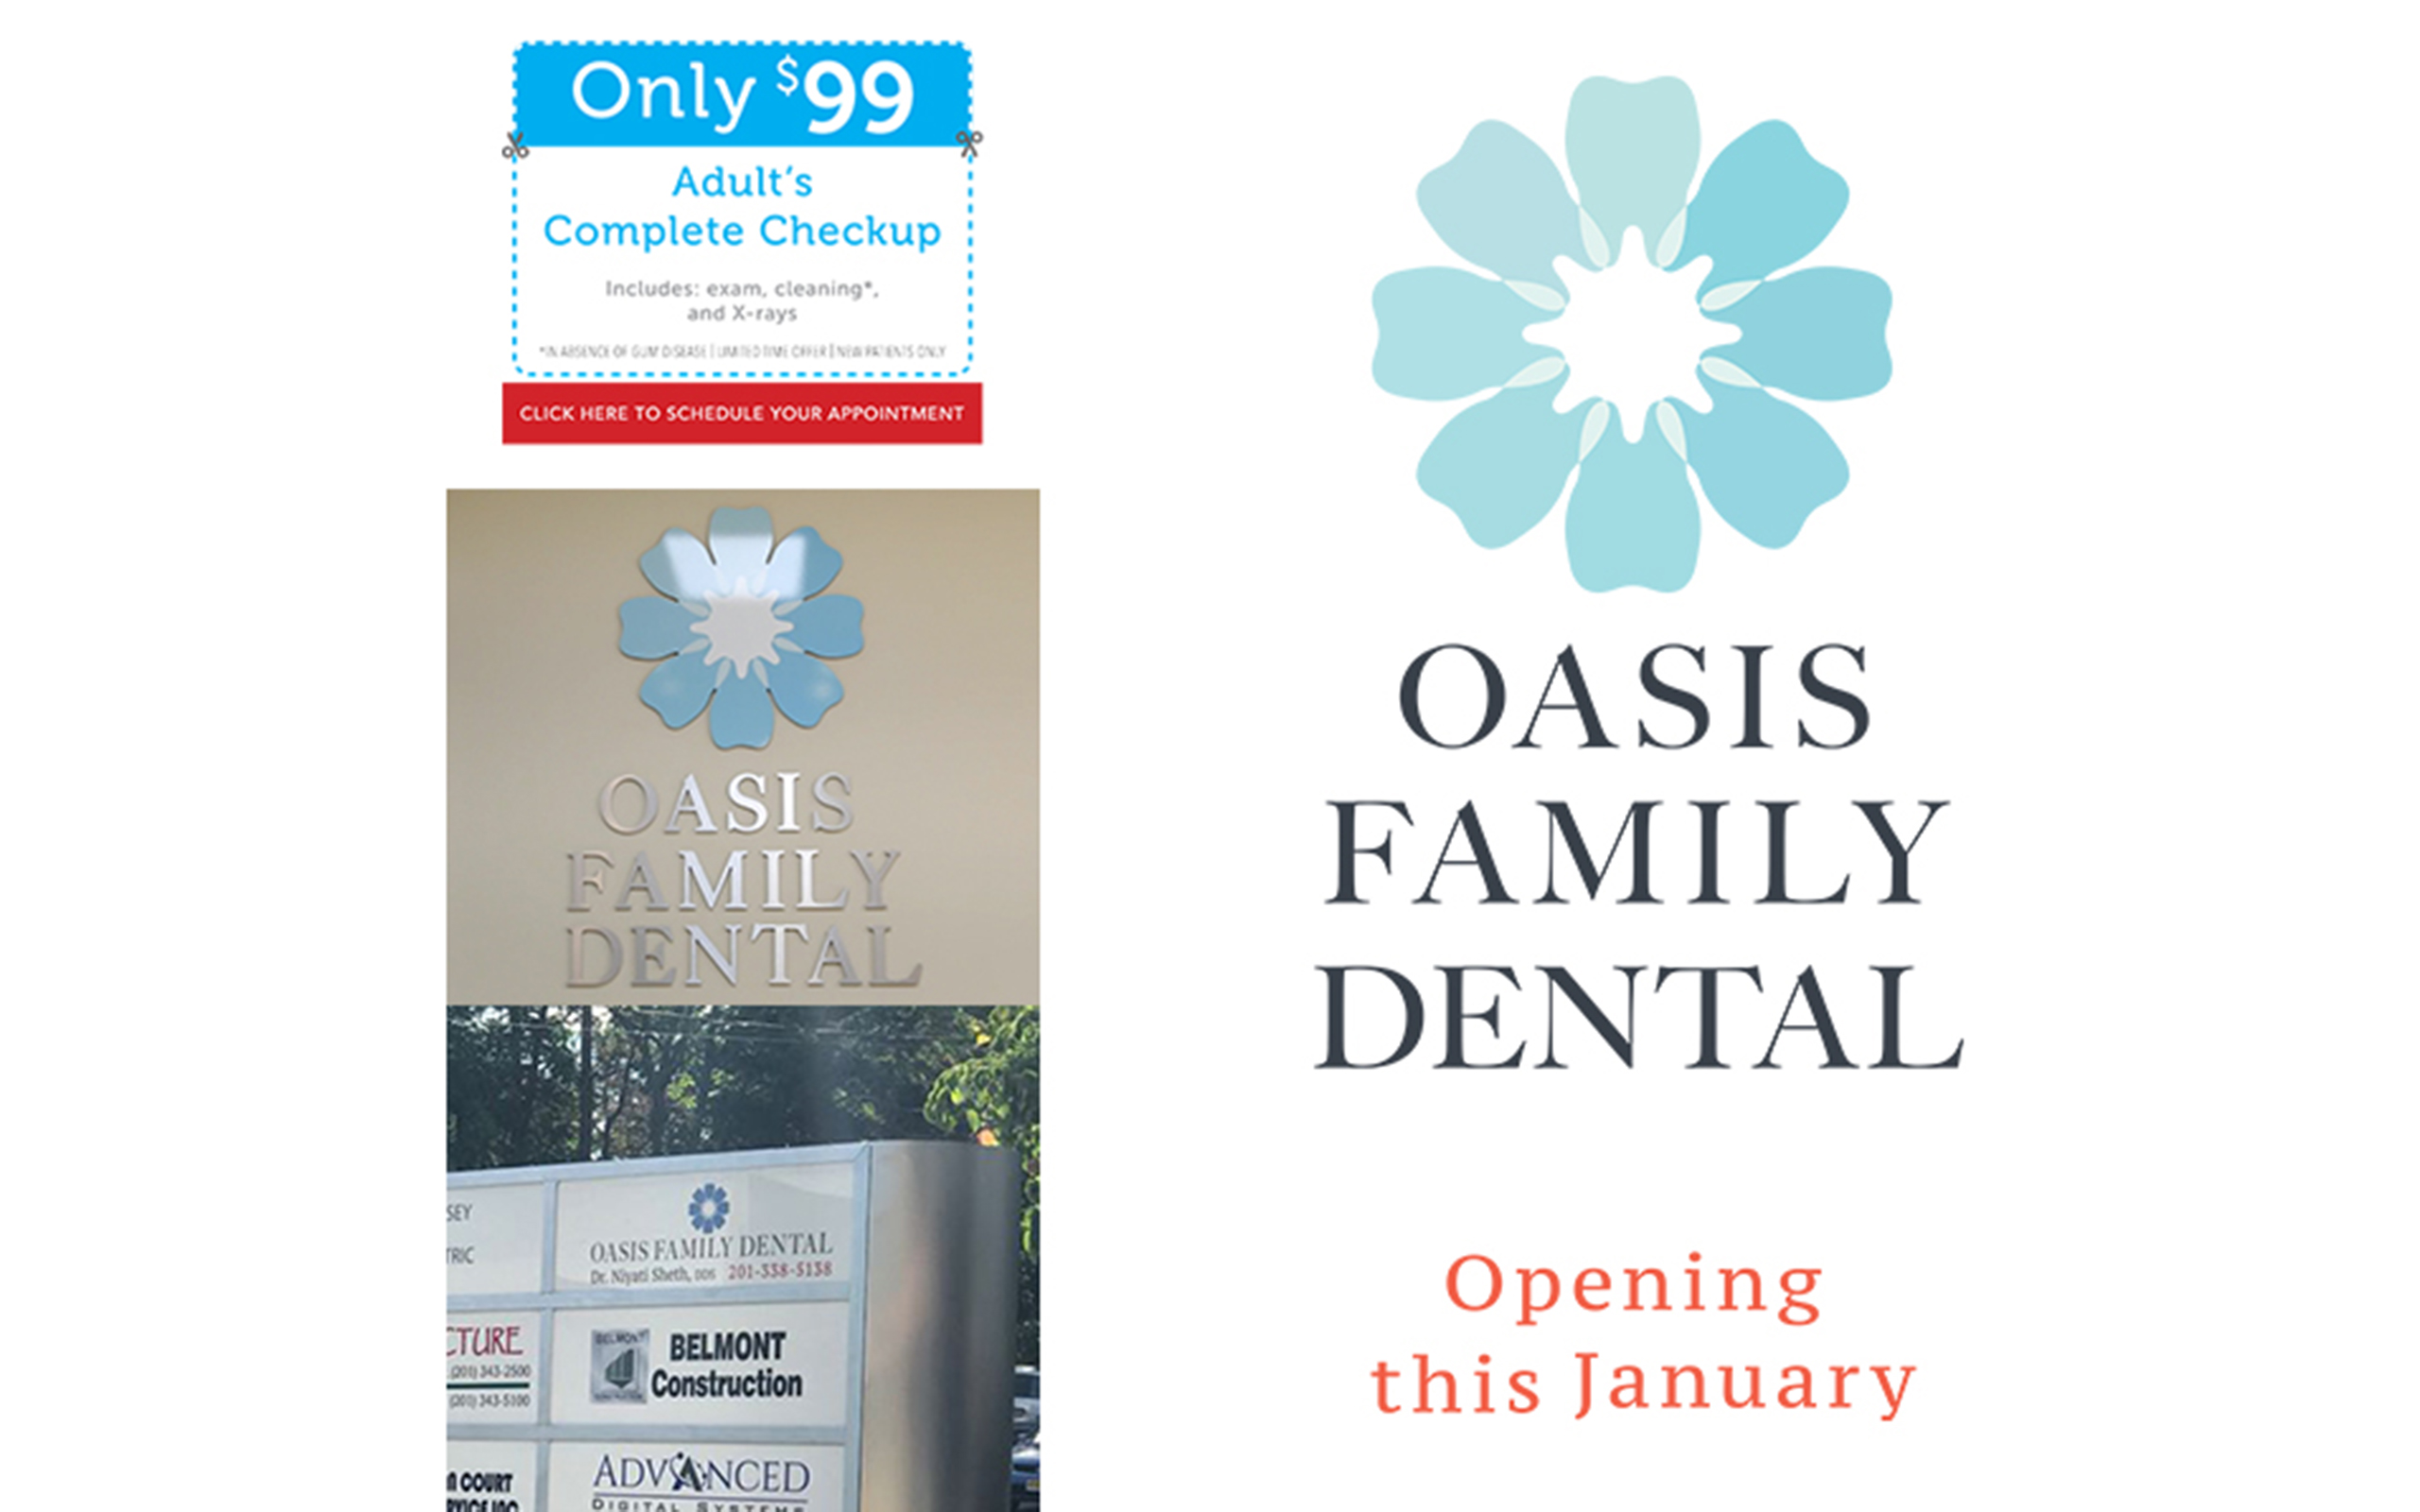 Only $99
Adult's
Complete Checkup
Includes: exam, cleaning*,
and X-rays
*IN ABSENCE OF GUM DISEASE | LIMITED TIME OFFER | NEW PATIENTS ONLY
CLICK HERE TO SCHEDULE YOUR APPOINTMENT
OASIS
FAMILY
DENTAL
SEY
TRIC
OASIS FAMILY DENTAL
Dr. Niyati Sheth, DDS 201-338-5138
CTURE
(201) 343-2500
(201) 343-5100
BELMONT
BELMONT
Construction
COURT
RVICE INC
ADVANCED
DIGITAL SYSTEMS
OASIS
FAMILY
DENTAL
Opening
this January